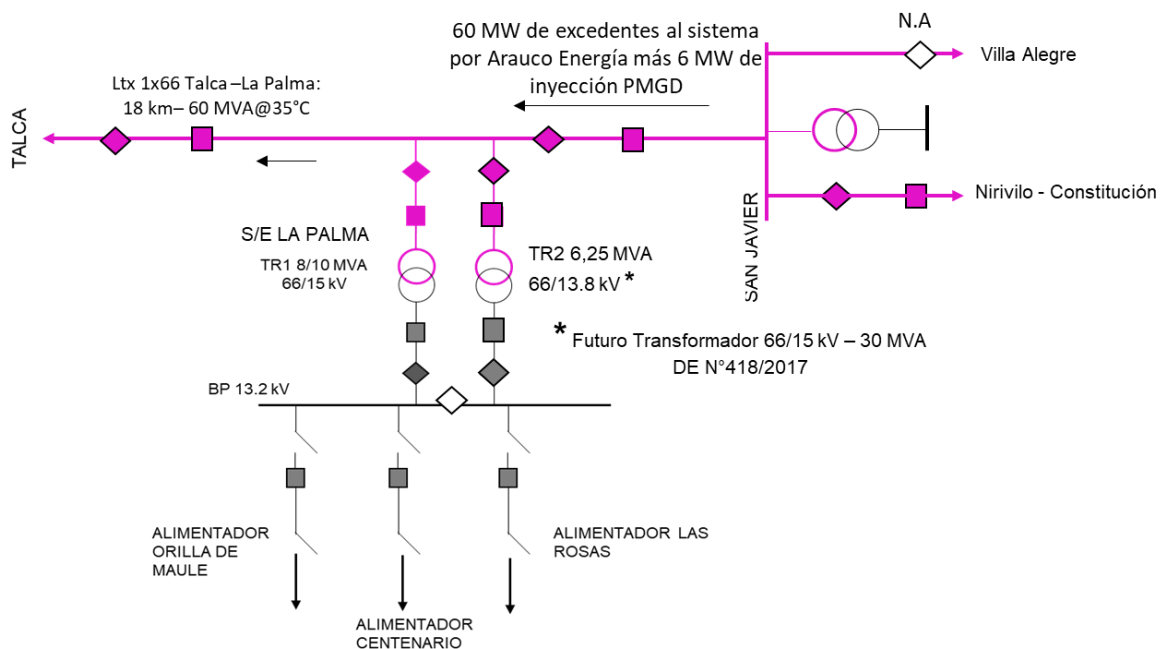 60 MW de excedentes al sistema
por Arauco Energía más 6 MW de
inyección PMGD
N.A
Villa Alegre
Ltx 1x66 Talca –La Palma:
18 km– 60 MVA@35°C
TALCA
Nirivilo - Constitución
SAN JAVIER
S/E LA PALMA
TR1 8/10 MVA
66/15 kV
TR2 6,25 MVA
66/13.8 kV *
* Futuro Transformador 66/15 kV – 30 MVA
DE N°418/2017
BP 13.2 kV
ALIMENTADOR
ORILLA DE
MAULE
ALIMENTADOR
CENTENARIO
ALIMENTADOR LAS
ROSAS